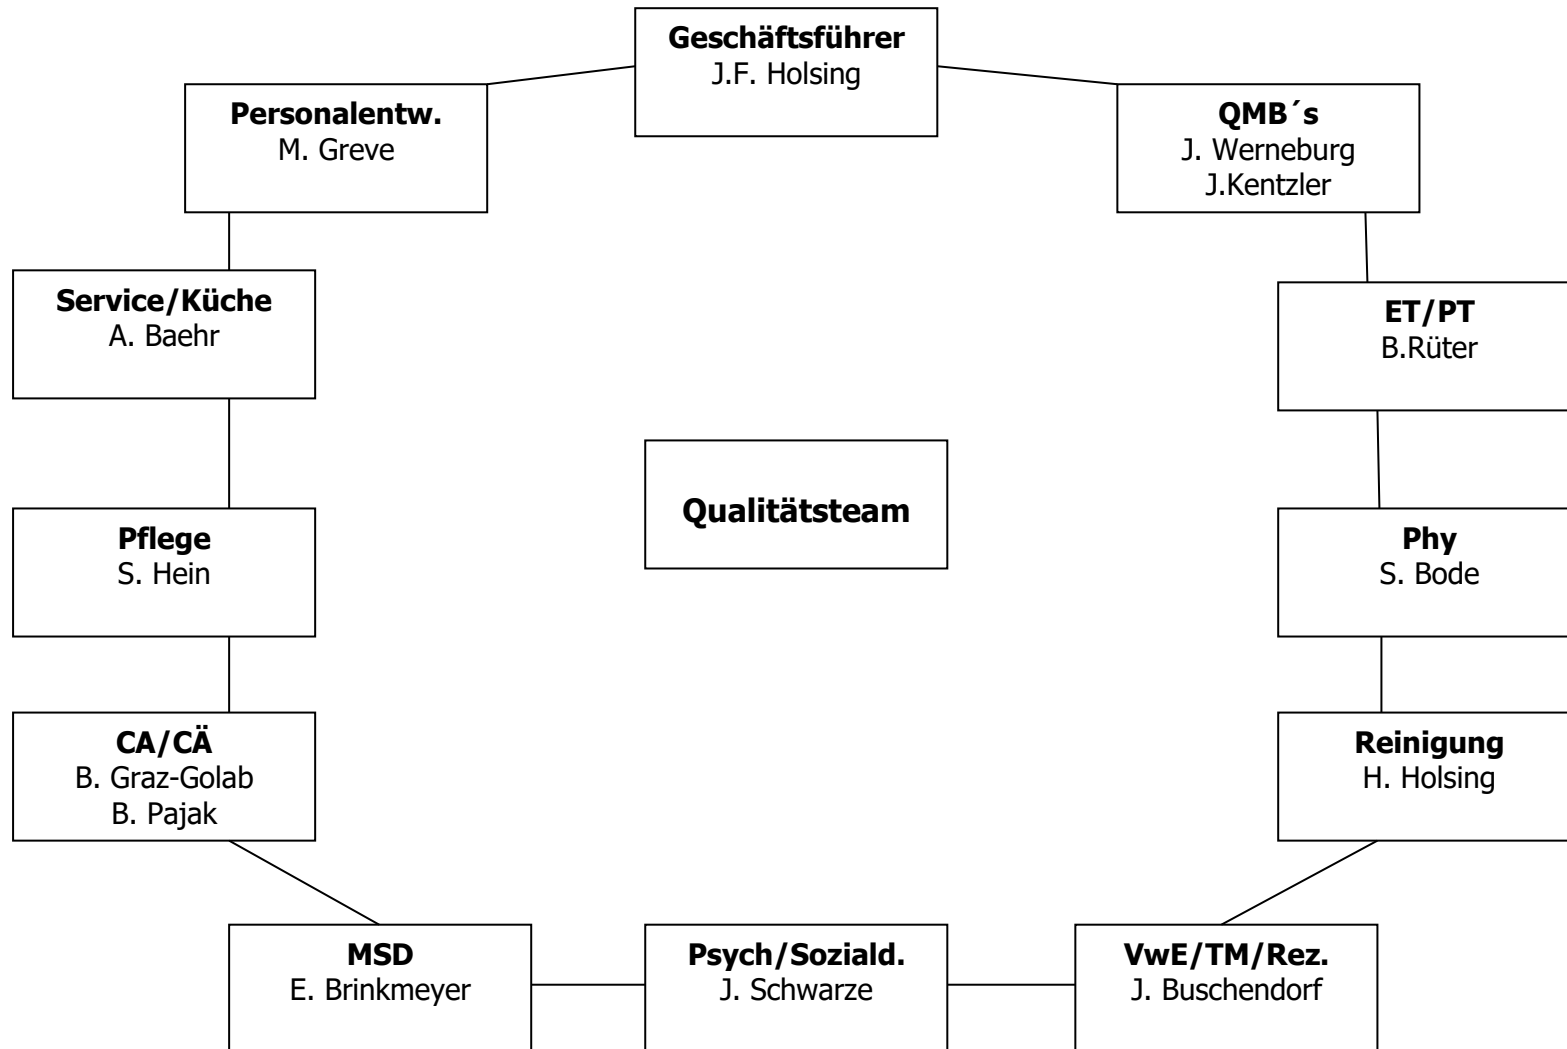 Geschäftsführer
J.F. Holsing
Personalentw.
M. Greve
QMB´s
J. Werneburg
J.Kentzler
Service/Küche
A. Baehr
ET/PT
B.Rüter
Qualitätsteam
Pflege
S. Hein
Phy
S. Bode
CA/CÄ
B. Graz-Golab
B. Pajak
Reinigung
H. Holsing
MSD
E. Brinkmeyer
Psych/Soziald.
J. Schwarze
VwE/TM/Rez.
J. Buschendorf